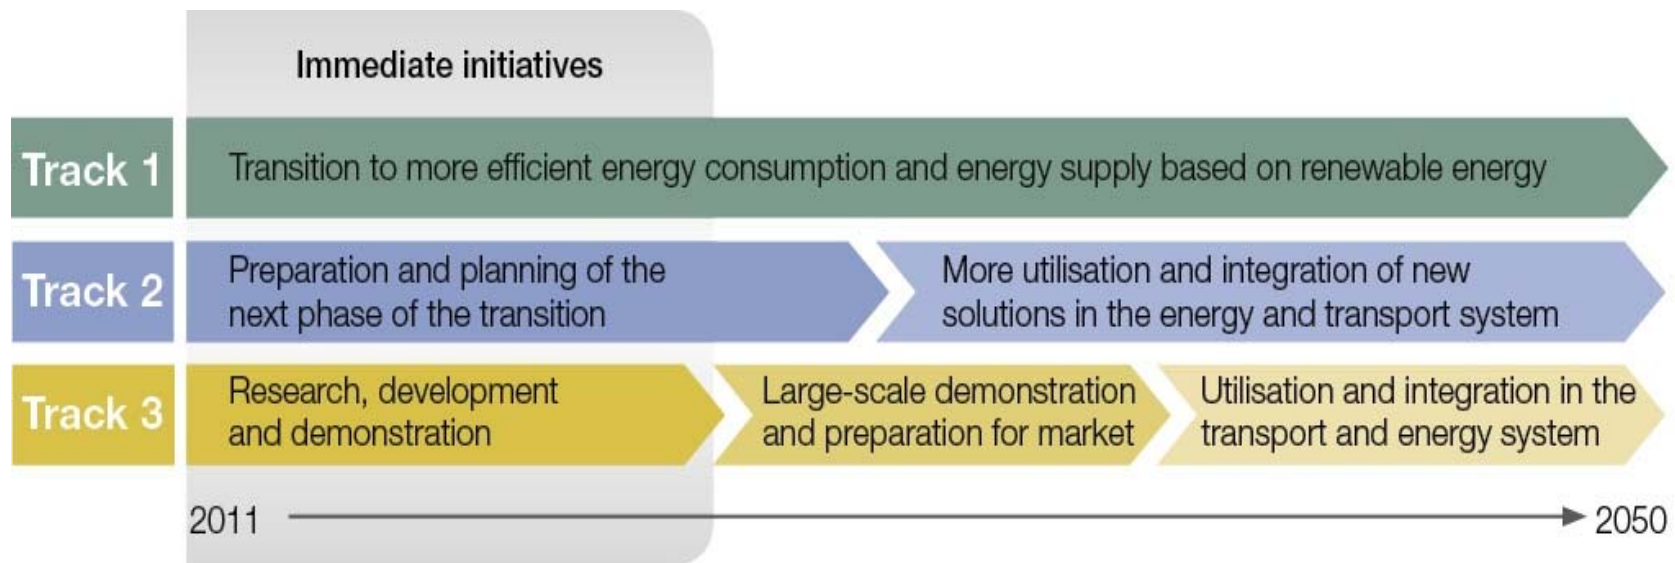 Immediate initiatives
Track 1
Transition to more efficient energy consumption and energy supply based on renewable energy
Track 2
Preparation and planning of the
next phase of the transition
More utilisation and integration of new
solutions in the energy and transport system
Track 3
Research, development
and demonstration
Large-scale demonstration
and preparation for market
Utilisation and integration in the
transport and energy system
2011
2050